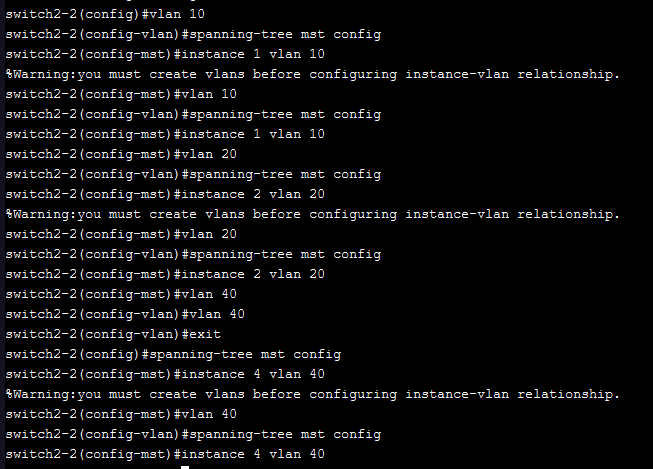 switch2-2(config)#vlan 10
switch2-2(config-vlan)#spanning-tree mst config
switch2-2(config-mst)#instance 1 vlan 10
%Warning:you must create vlans before configuring instance-vlan relationship.
switch2-2(config-mst)#vlan 10
switch2-2(config-vlan)#spanning-tree mst config
switch2-2(config-mst)#instance 1 vlan 10
switch2-2(config-mst)#vlan 20
switch2-2(config-vlan)#spanning-tree mst config
switch2-2(config-mst)#instance 2 vlan 20
%Warning:you must create vlans before configuring instance-vlan relationship.
switch2-2(config-mst)#vlan 20
switch2-2(config-vlan)#spanning-tree mst config
switch2-2(config-mst)#instance 2 vlan 20
switch2-2(config-mst)#vlan 40
switch2-2(config-vlan)#vlan 40
switch2-2(config-vlan)#exit
switch2-2(config)#spanning-tree mst config
switch2-2(config-mst)#instance 4 vlan 40
%Warning:you must create vlans before configuring instance-vlan relationship.
switch2-2(config-mst)#vlan 40
switch2-2(config-vlan)#spanning-tree mst config
switch2-2(config-mst)#instance 4 vlan 40